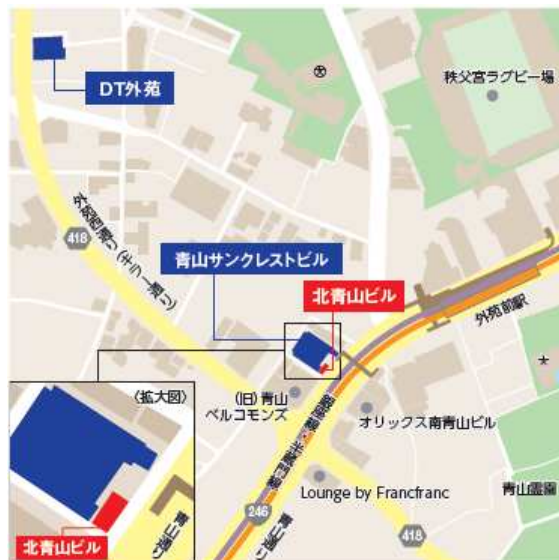 DT外苑
秩父宮ラグビー場
418
外苑西通り(キラー通り)
青山サンクレストビル
北青山ビル
外苑前駅
〈拡大図〉
(旧)青山
ベルコモンズ
オリックス南青山ビル
銀座線・半蔵門線
Lounge by Francfranc
青山霊園
北青山ビル
青山通り
246
青山通り
418